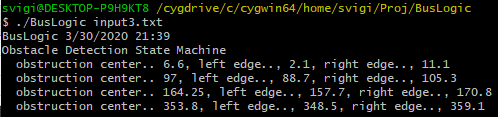 svigi@DESKTOP-P9H9KT8 /cygdrive/c/cygwin64/home/svigi/Proj/BusLogic
$ ./BusLogic input3.txt
BusLogic 3/30/2020 21:39
Obstacle Detection State Machine
  obstruction center.. 6.6, left edge.., 2.1, right edge.., 11.1
  obstruction center.. 97, left edge.., 88.7, right edge.., 105.3
  obstruction center.. 164.25, left edge.., 157.7, right edge.., 170.8
  obstruction center.. 353.8, left edge.., 348.5, right edge.., 359.1